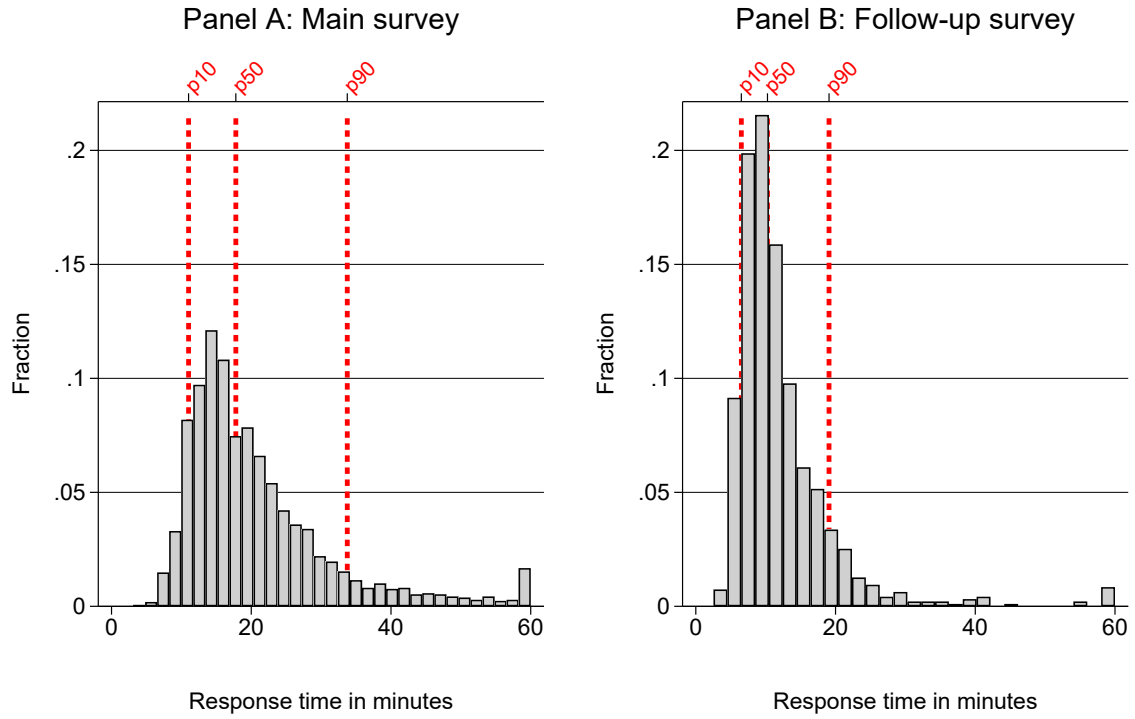 Panel A: Main survey
p10 p50 p90
.2
.15
.1
.05
0
Fraction
0 20 40 60
Response time in minutes
Panel B: Follow-up survey
p10 p50 p90
.2
.15
.1
.05
0
Fraction
0 20 40 60
Response time in minutes